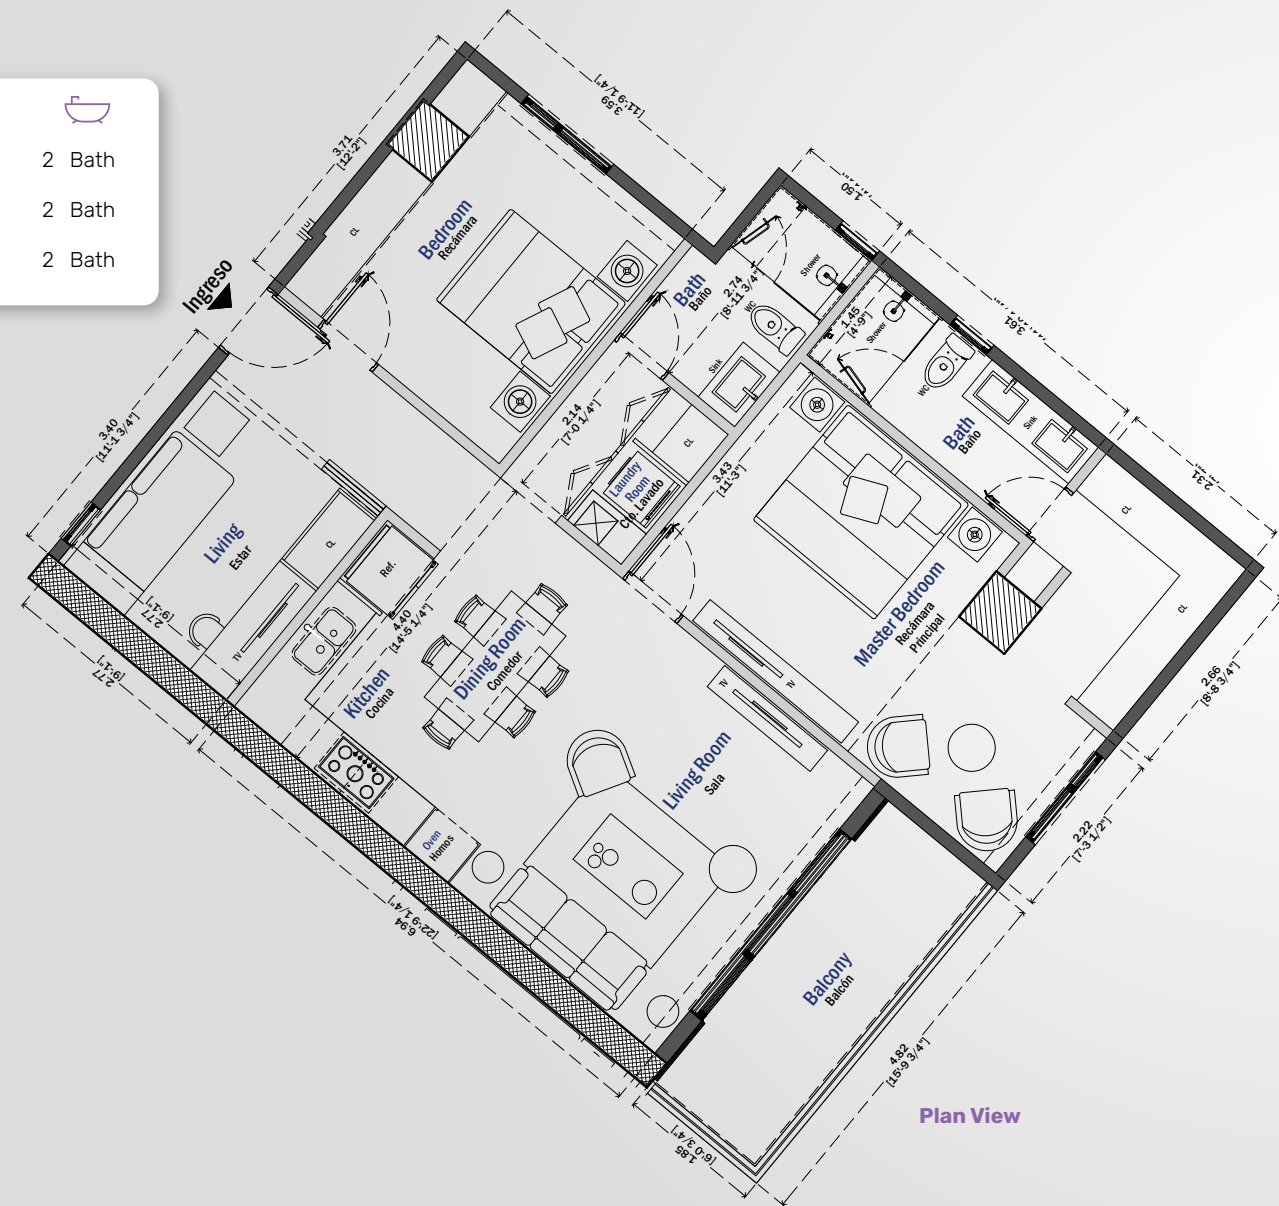 2 Bath
2 Bath
2 Bath
Ingreso
3.71
[12'-2"]
3.59
[11'-9 1/4"]
1.50
3.61
2.31
CL
Bedroom
Recámara
Bath
Baño
2.74
[8'-11 3/4"]
Shower
WC
Sink
1.45
[4'-9"]
Shower
WC
Sink
Bath
Baño
CL
CL
3.40
[11'-1 3/4"]
2.14
[7'-0 1/4"]
CL
Laundry
Room
Cto. Lavado
3.43
[11'-3"]
Living
Estar
CL
Ref.
TV
2.77
[9'-1"]
2.77
[9'-1"]
4.40
[14'-5 1/4"]
Kitchen
Cocina
Dining Room
Comedor
Master Bedroom
Recámara
Principal
TV
TV
2.66
[8'-8 3/4"]
Living Room
Sala
Oven
Homos
2.22
[7'-3 1/2"]
6.94
[22'-9 1/4"]
Balcony
Balcón
4.82
[15'-9 3/4"]
1.85
[6'-0 3/4"]
Plan View